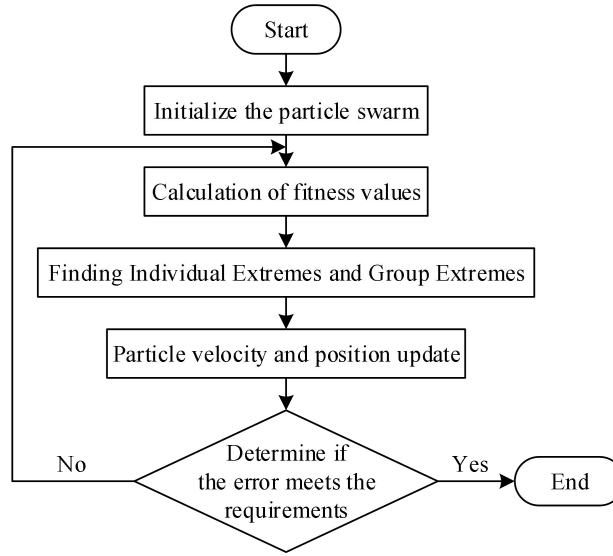 Start
Initialize the particle swarm
Calculation of fitness values
Finding Individual Extremes and Group Extremes
Particle velocity and position update
Determine if
the error meets the
requirements
No
Yes
End